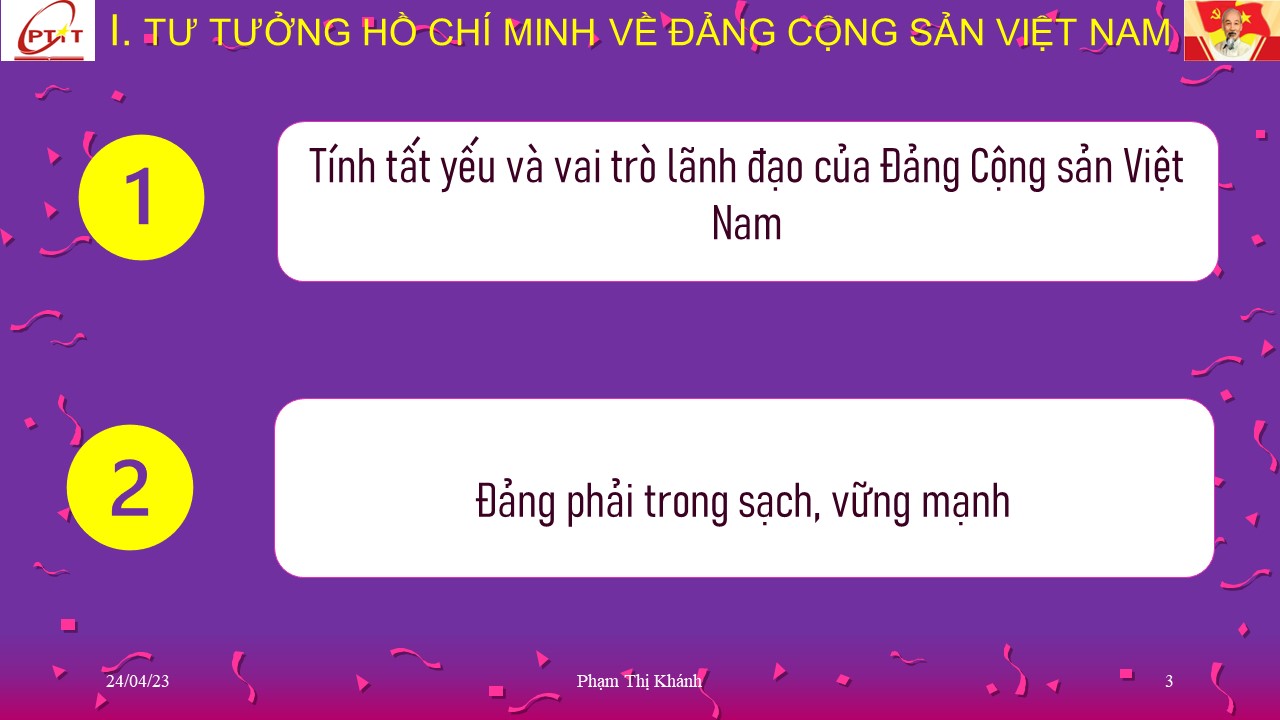 PTiT
I. TƯ TƯỞNG HỒ CHÍ MINH VỀ ĐẢNG CỘNG SẢN VIỆT NAM
1
Tính tất yếu và vai trò lãnh đạo của Đảng Cộng sản Việt
Nam
2
Đảng phải trong sạch, vững mạnh
24/04/23
Phạm Thị Khánh
3